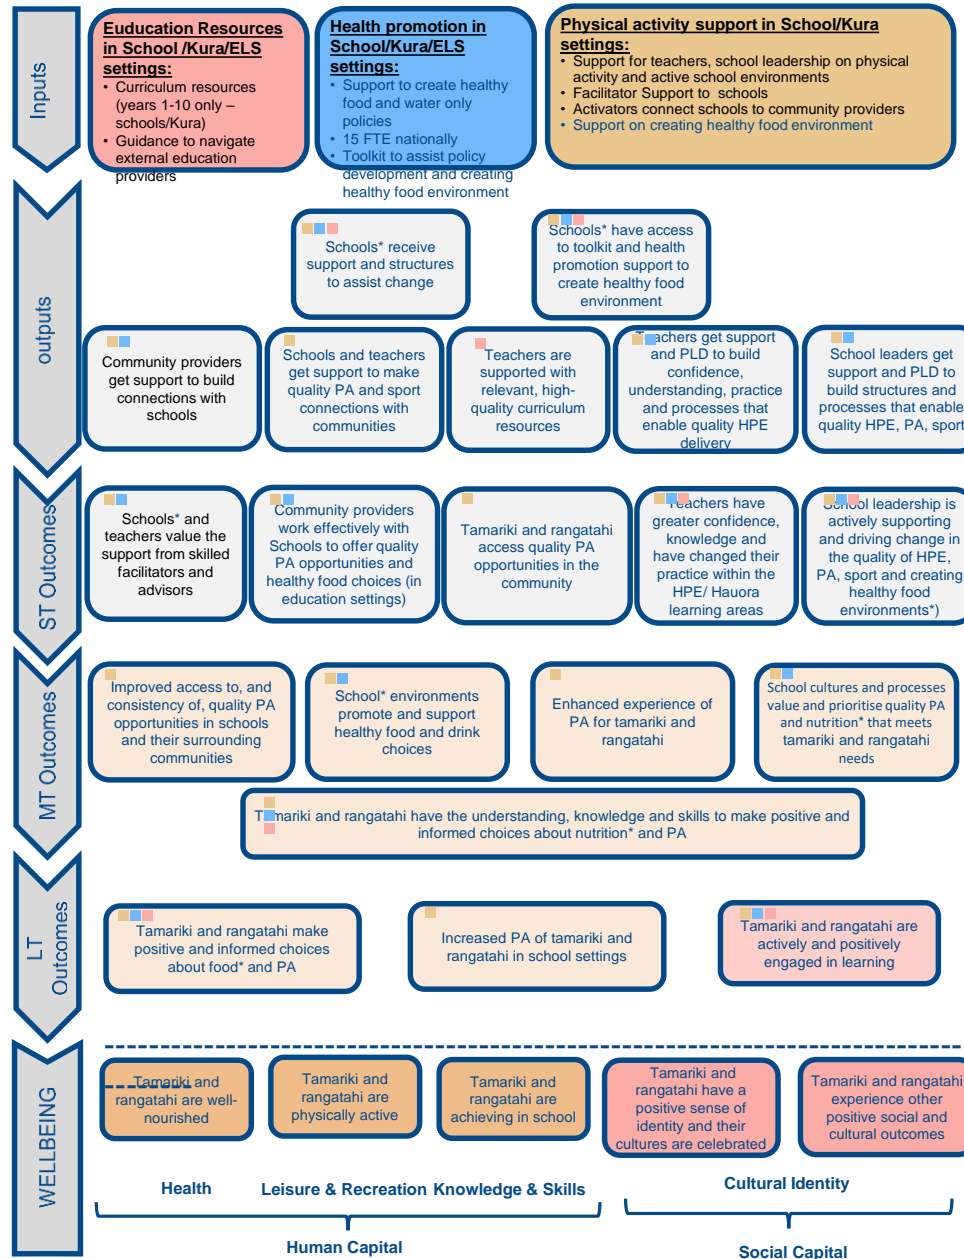 Inputs
Euducation Resources
in School /Kura/ELS
settings:
• Curriculum resources
(years 1-10 only –
schools/Kura)
• Guidance to navigate
external education
providers
Health promotion in
School/Kura/ELS
settings:
• Support to create healthy
food and water only
policies
• 15 FTE nationally
• Toolkit to assist policy
development and creating
healthy food environment
Physical activity support in School/Kura
settings:
• Support for teachers, school leadership on physical
activity and active school environments
• Facilitator Support to schools
• Activators connect schools to community providers
• Support on creating healthy food environment
outputs
Schools* receive
support and structures
to assist change
Schools* have access
to toolkit and health
promotion support to
create healthy food
environment
Community providers
get support to build
connections with
schools
Schools and teachers
get support to make
quality PA and sport
connections with
communities
Teachers are
supported with
relevant, high-
quality curriculum
resources
Teachers get support
and PLD to build
confidence,
understanding, practice
and processes that
enable quality HPE
delivery
School leaders get
support and PLD to
build structures and
processes that enable
quality HPE, PA, sport
ST Outcomes
Schools* and
teachers value the
support from skilled
facilitators and
advisors
Community providers
work effectively with
Schools to offer quality
PA opportunities and
healthy food choices (in
education settings)
Tamariki and rangatahi
access quality PA
opportunities in the
community
Teachers have
greater confidence,
knowledge and
have changed their
practice within the
HPE/ Hauora
learning areas
School leadership is
actively supporting
and driving change in
the quality of HPE,
PA, sport and creating
healthy food
environments*)
MT Outcomes
Improved access to, and
consistency of, quality PA
opportunities in schools
and their surrounding
communities
School* environments
promote and support
healthy food and drink
choices
Enhanced experience of
PA for tamariki and
rangatahi
School cultures and processes
value and prioritise quality PA
and nutrition* that meets
tamariki and rangatahi
needs
Tamariki and rangatahi have the understanding, knowledge and skills to make positive and
informed choices about nutrition* and PA
LT
Outcomes
Tamariki and rangatahi make
positive and informed choices
about food* and PA
Increased PA of tamariki and
rangatahi in school settings
Tamariki and rangatahi are
actively and positively
engaged in learning
WELLBEING
Tamariki and
rangatahi are well-
nourished
Tamariki and
rangatahi are
physically active
Tamariki and
rangatahi are
achieving in school
Tamariki and
rangatahi have a
positive sense of
identity and their
cultures are celebrated
Tamariki and rangatahi
experience other
positive social and
cultural outcomes
Health
Leisure & Recreation
Knowledge & Skills
Cultural Identity
Human Capital
Social Capital